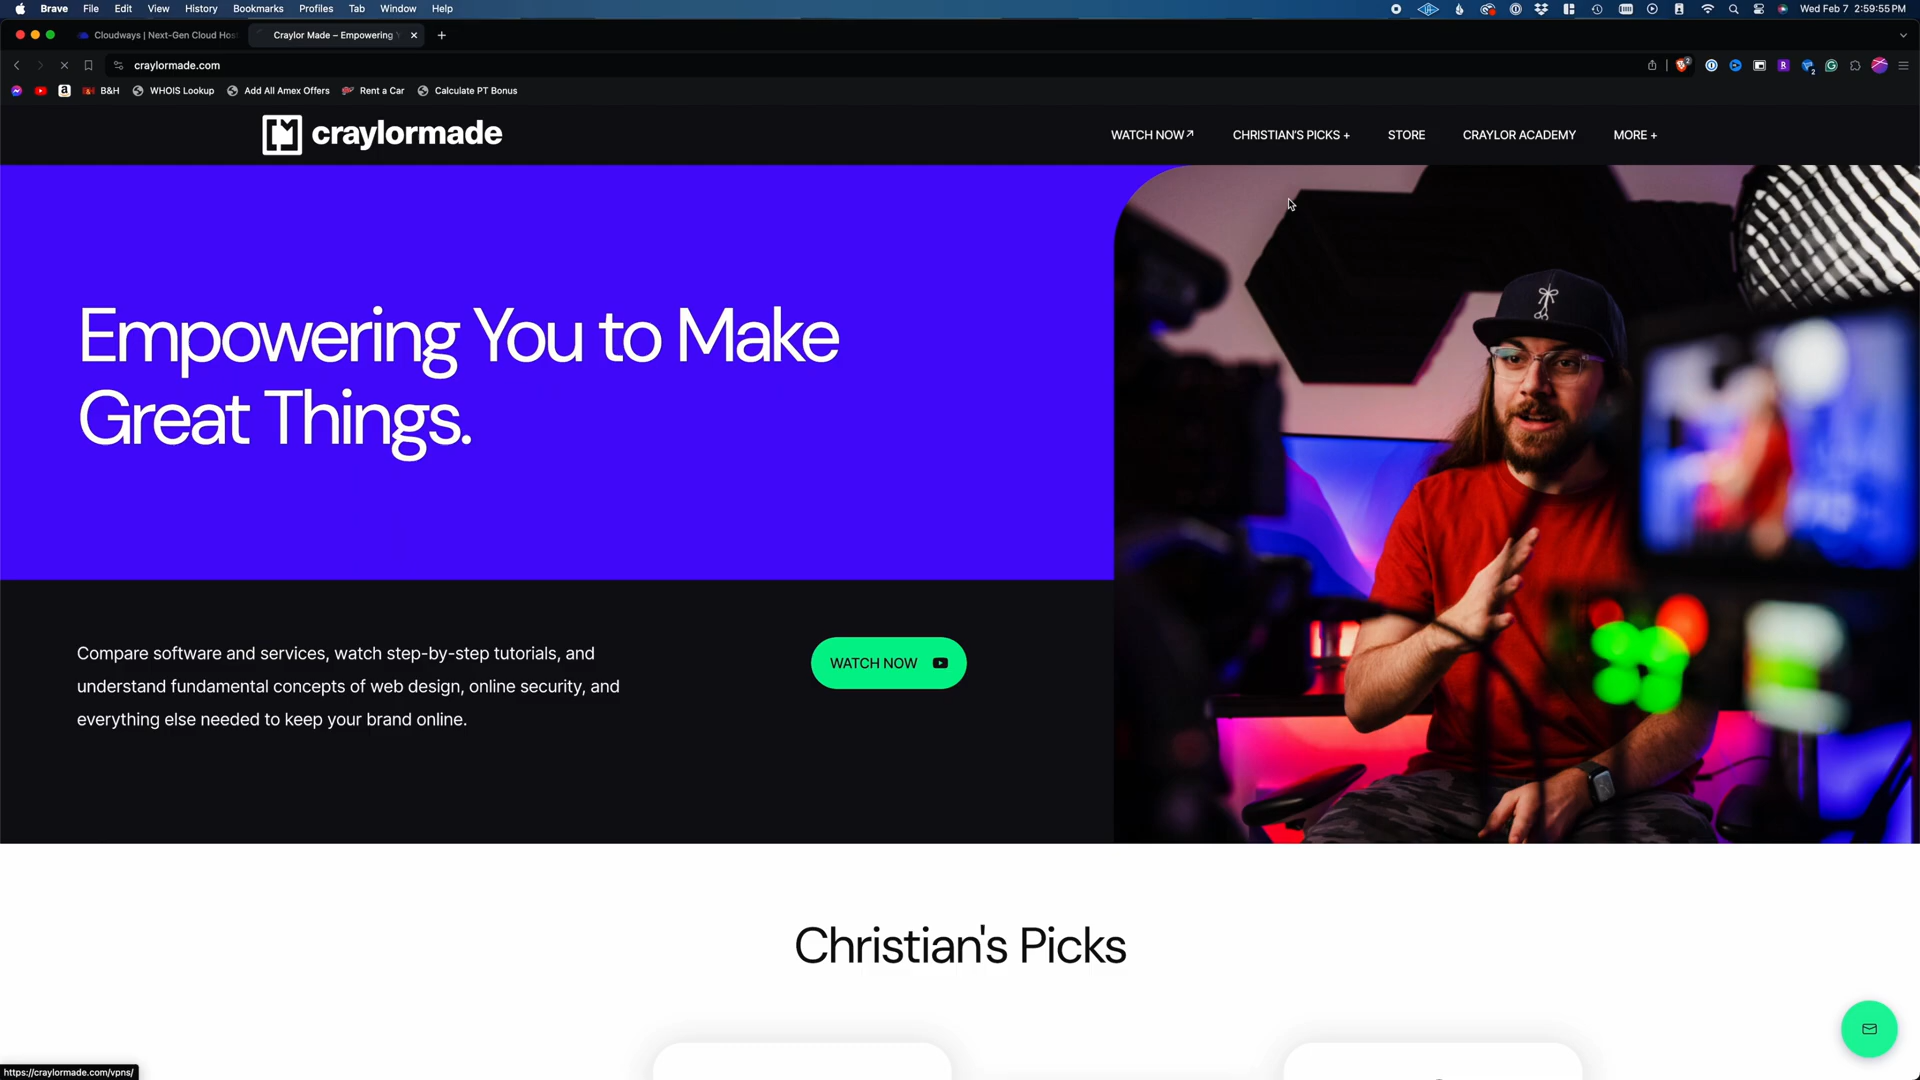 Brave File Edit View History Bookmarks Profiles Tab Window Help
Wed Feb 7 2:59:55 PM
Cloudways | Next-Gen Cloud Hos
Craylor Made – Empowering
craylormade.com
B&H WHOIS Lookup Add All Amex Offers Rent a Car Calculate PT Bonus
craylormade
WATCH NOW CHRISTIAN'S PICKS + STORE CRAYLOR ACADEMY MORE +
Empowering You to Make
Great Things.
Compare software and services, watch step-by-step tutorials, and
understand fundamental concepts of web design, online security, and
everything else needed to keep your brand online.
WATCH NOW
Christian's Picks
https://craylormade.com/vpns/